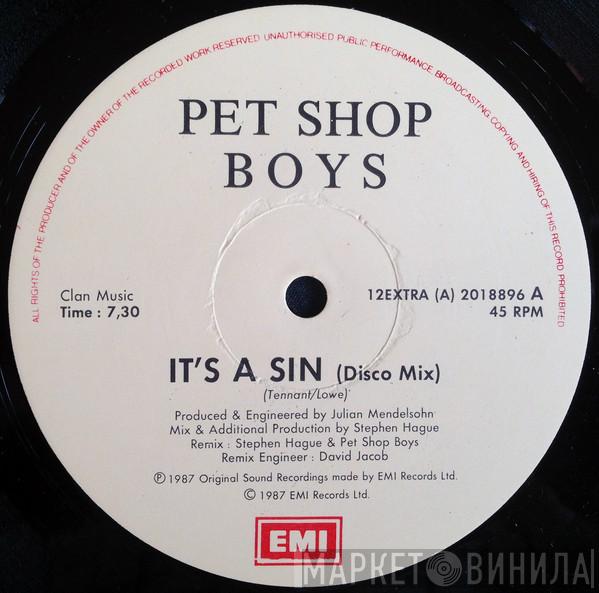 ALL RIGHTS OF THE PRODUCER AND OF THE OWNER OF THE RECORDED WORK RESERVED UNAUTHORISED PUBLIC PERFORMANCE BROADCASTING COPYING AND HIRING OF THIS RECORD PROHIBITED
PET SHOP
BOYS
Clan Music
Time : 7,30
12EXTRA (A) 2018896 A
45 RPM
IT'S A SIN (Disco Mix)
(Tennant/Lowe)
Produced & Engineered by Julian Mendelsohn
Mix & Additional Production by Stephen Hague
Remix : Stephen Hague & Pet Shop Boys
Remix Engineer : David Jacob
℗ 1987 Original Sound Recordings made by EMI Records Ltd.
© 1987 EMI Records Ltd.
EMI
МАРКЕТ ВИНИЛА